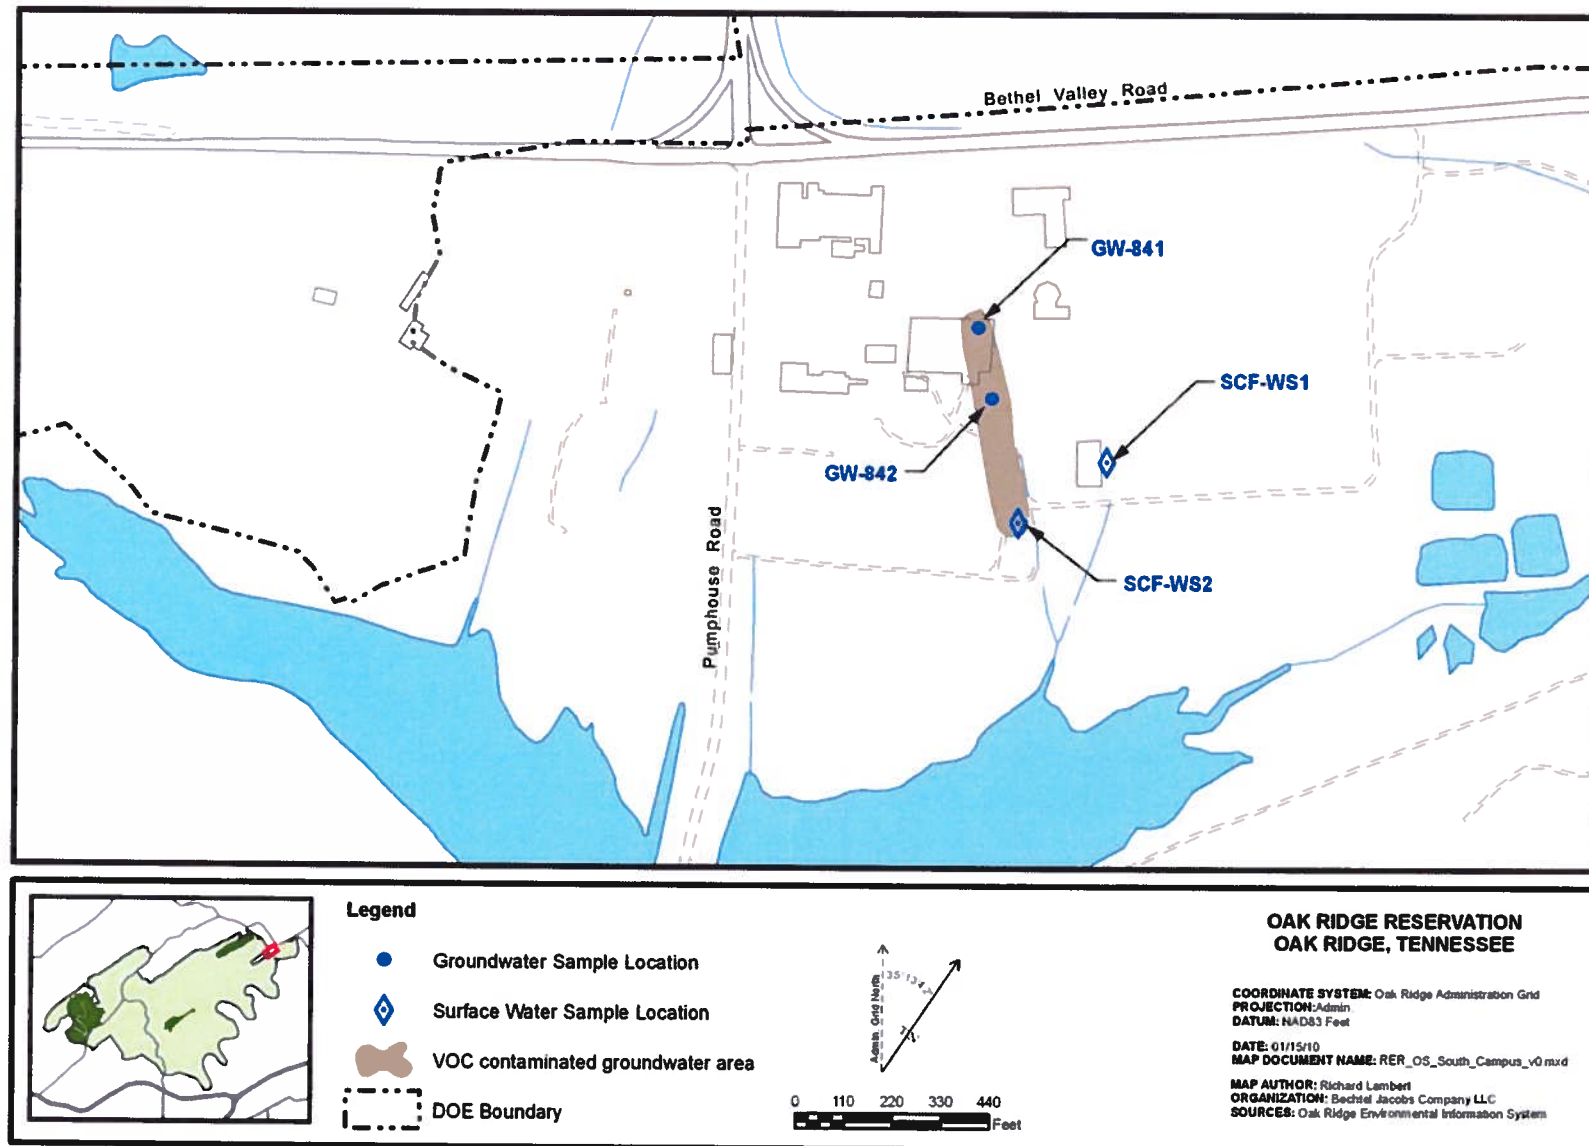 Bethel Valley Road
GW-841
SCF-WS1
GW-842
SCF-WS2
Pumphouse Road
Legend
Groundwater Sample Location
Surface Water Sample Location
VOC contaminated groundwater area
DOE Boundary
Admin Grid North
0 110 220 330 440
Feet
OAK RIDGE RESERVATION
OAK RIDGE, TENNESSEE
COORDINATE SYSTEM: Oak Ridge Administration Grid
PROJECTION: Admin
DATUM: NAD83 Feet
DATE: 01/15/10
MAP DOCUMENT NAME: RER_OS_South_Campus_v0.mxd
MAP AUTHOR: Richard Lambert
ORGANIZATION: Bechtel Jacobs Company LLC
SOURCES: Oak Ridge Environmental Information System